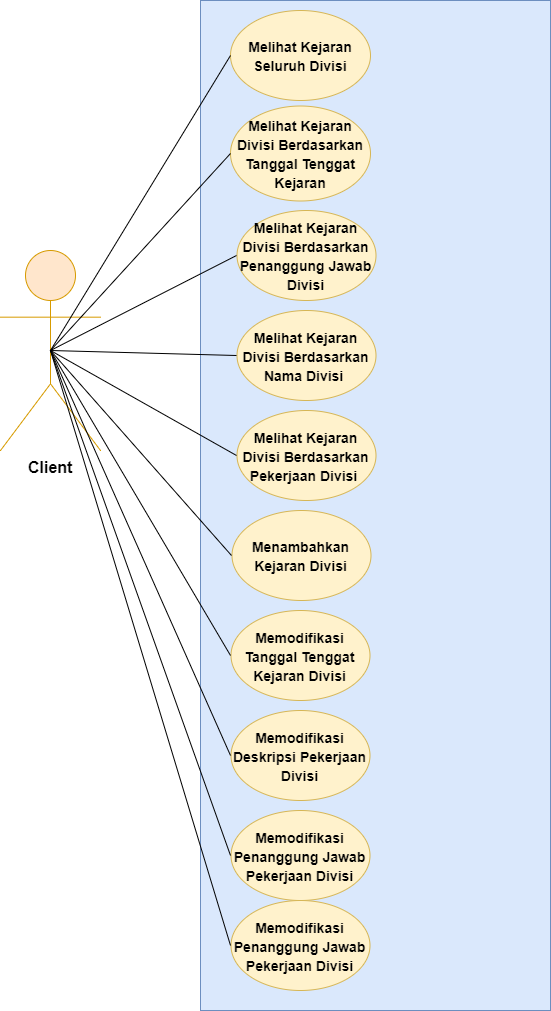 Melihat Kejaran
Seluruh Divisi
Melihat Kejaran
Divisi Berdasarkan
Tanggal Tenggat
Kejaran
Melihat Kejaran
Divisi Berdasarkan
Penanggung Jawab
Divisi
Melihat Kejaran
Divisi Berdasarkan
Nama Divisi
Melihat Kejaran
Divisi Berdasarkan
Pekerjaan Divisi
Client
Menambahkan
Kejaran Divisi
Memodifikasi
Tanggal Tenggat
Kejaran Divisi
Memodifikasi
Deskripsi Pekerjaan
Divisi
Memodifikasi
Penanggung Jawab
Pekerjaan Divisi
Memodifikasi
Penanggung Jawab
Pekerjaan Divisi